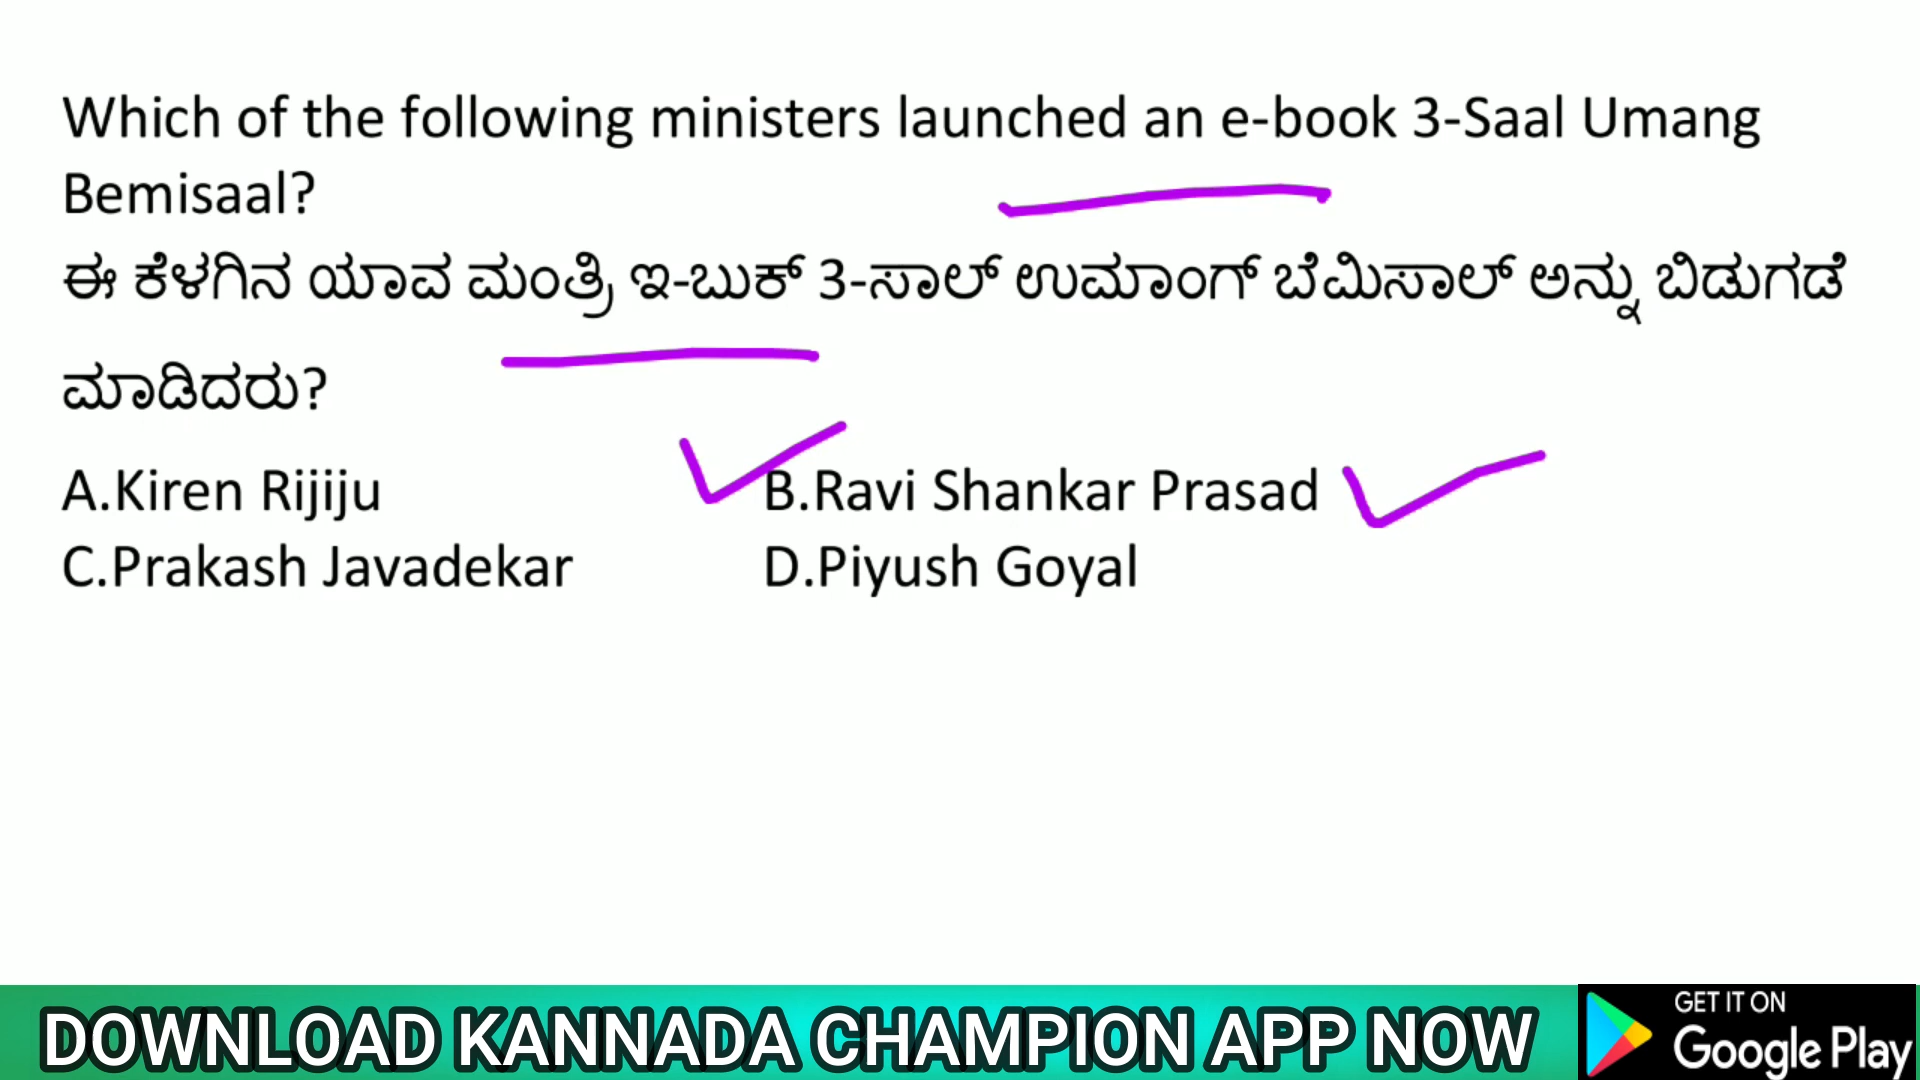 Which of the following ministers launched an e-book 3-Saal Umang
Bemisaal?
ಈ ಕೆಳಗಿನ ಯಾವ ಮಂತ್ರಿ ಇ-ಬುಕ್ 3-ಸಾಲ್ ಉಮಾಂಗ್ ಬೆಮಿಸಾಲ್ ಅನ್ನು ಬಿಡುಗಡೆ
ಮಾಡಿದರು?
A.Kiren Rijiju B.Ravi Shankar Prasad
C.Prakash Javadekar D.Piyush Goyal
DOWNLOAD KANNADA CHAMPION APP NOW
GET IT ON
Google Play